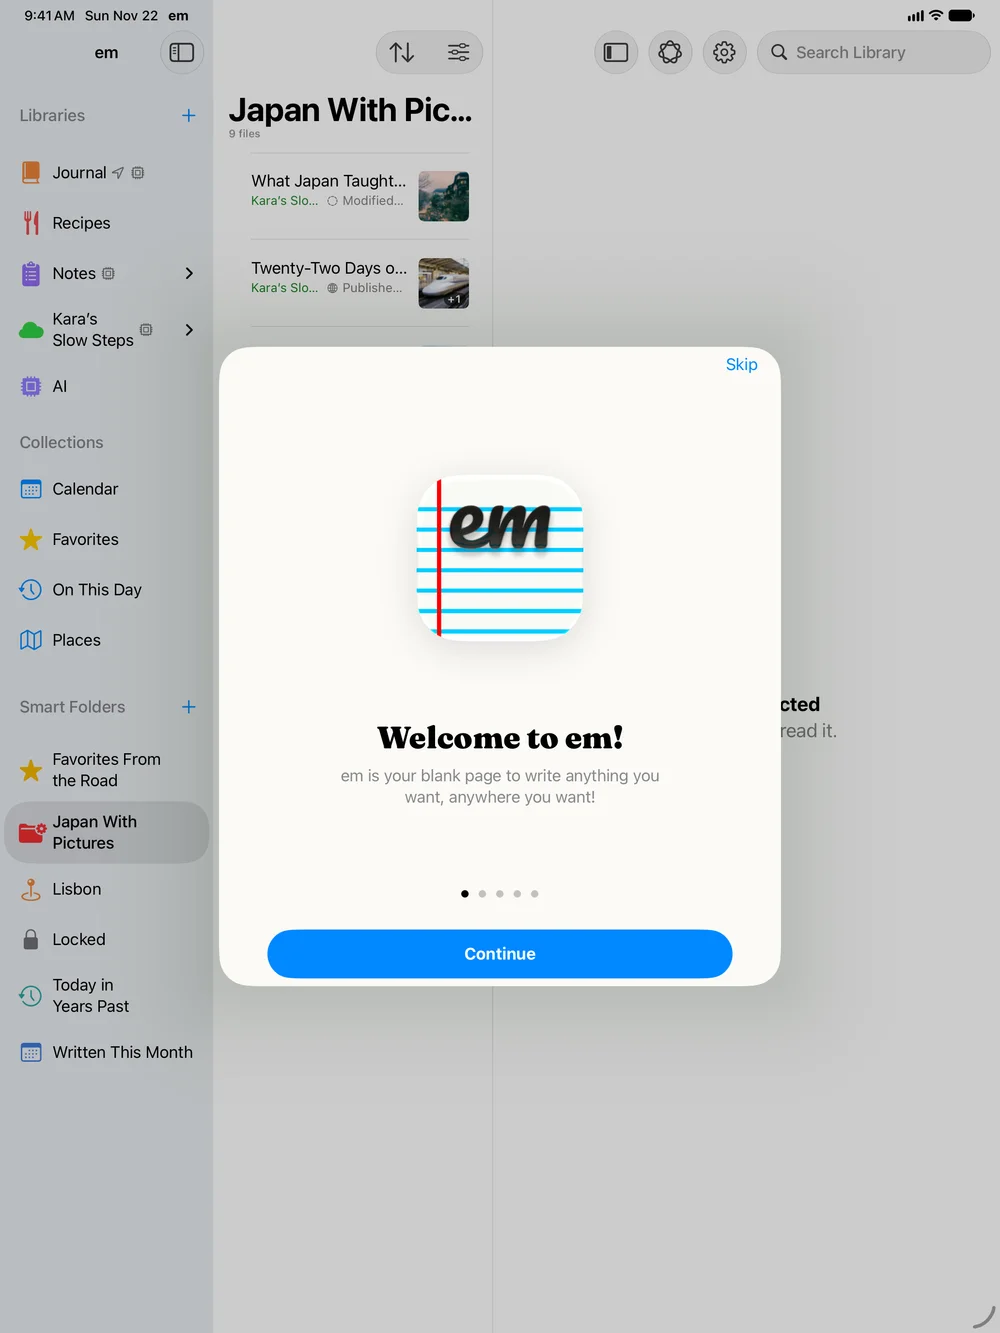 9:41 AM Sun Nov 22 em
em
Search Library
Libraries
Journal
Recipes
Notes
Kara's
Slow Steps
AI
Collections
Calendar
Favorites
On This Day
Places
Smart Folders
Favorites From
the Road
Japan With
Pictures
Lisbon
Locked
Today in
Years Past
Written This Month
Japan With Pic...
9 files
What Japan Taught...
Kara's Slo... Modified...
Twenty-Two Days o...
Kara's Slo... Publishe...
+1
Skip
em
Welcome to em!
em is your blank page to write anything you
want, anywhere you want!
Continue
cted
read it.